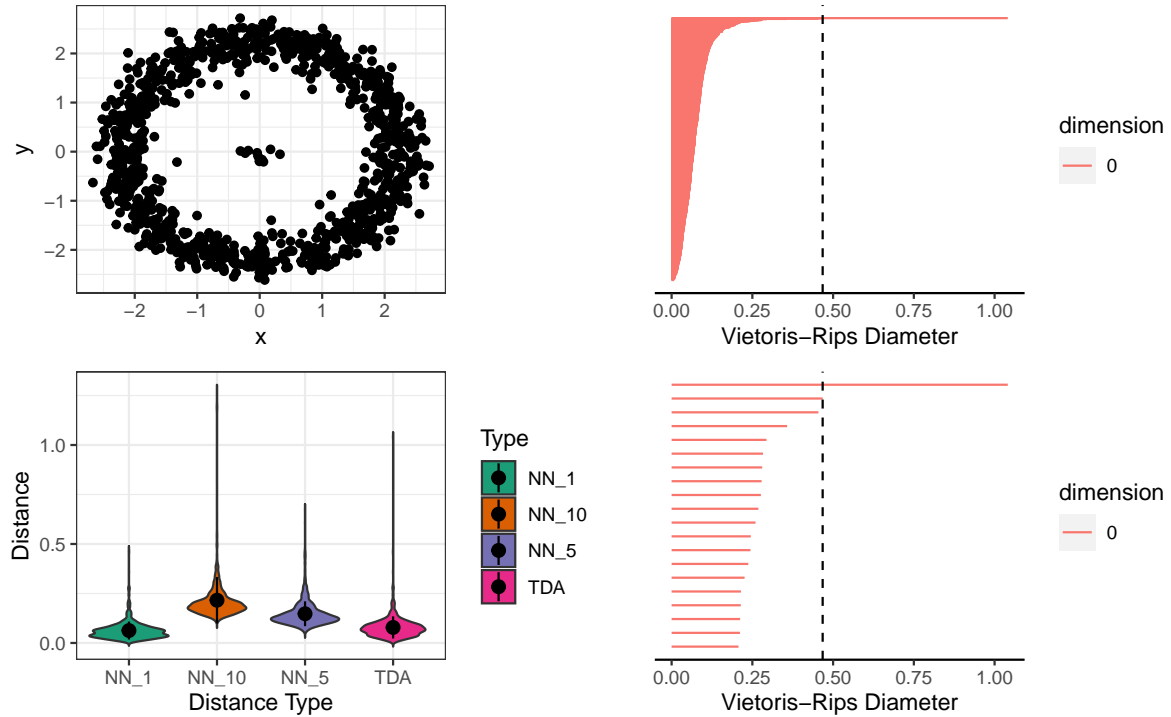 2
1
0
−1
−2
y
−2 −1 0 1 2
x
dimension
0
0.00 0.25 0.50 0.75 1.00
Vietoris−Rips Diameter
1.0
0.5
0.0
Distance
NN_1 NN_10 NN_5 TDA
Distance Type
Type
NN_1
NN_10
NN_5
TDA
dimension
0
0.00 0.25 0.50 0.75 1.00
Vietoris−Rips Diameter